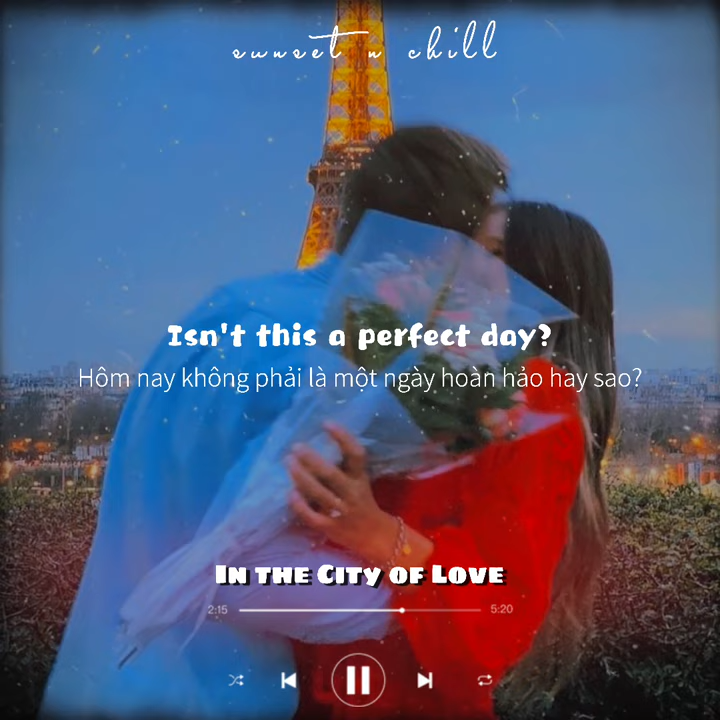 sunset n chill
Isn't this a perfect day?
Hôm nay không phải là một ngày hoàn hảo hay sao?
In the City of Love
2:15 5:20